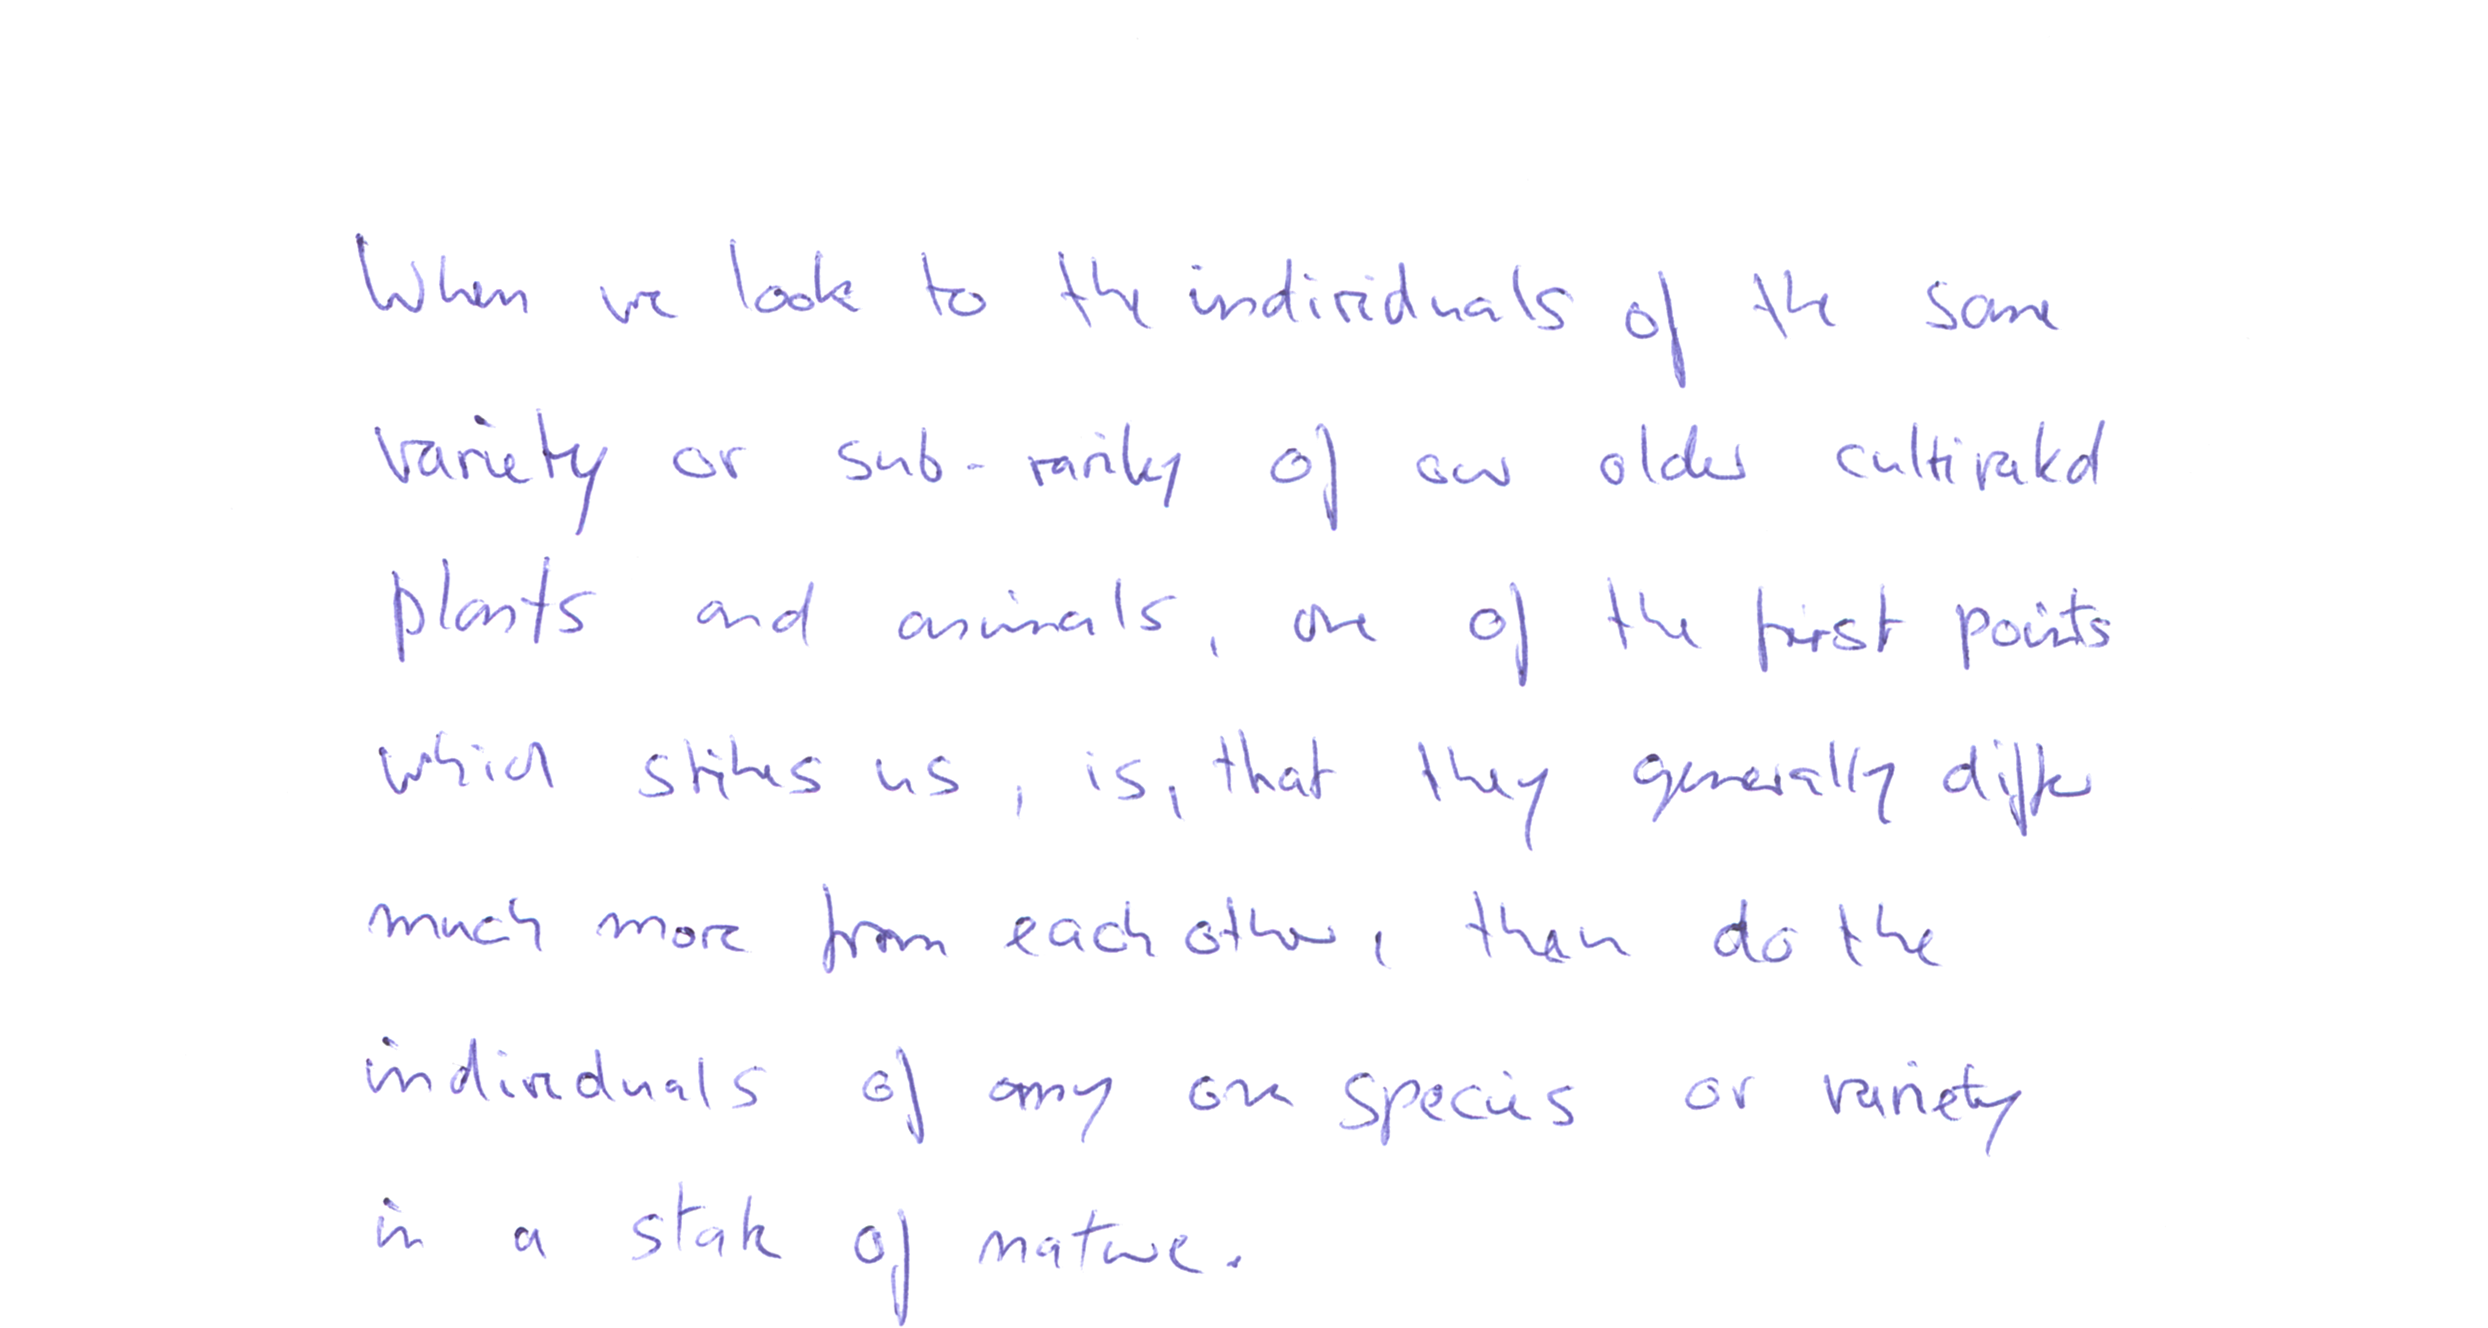 When we look to the individuals of the same
variety or sub-variety of our older cultivated
plants and animals, one of the first points
which strikes us, is, that they generally differ
much more from each other, than do the
individuals of any one species or variety
in a state of nature.